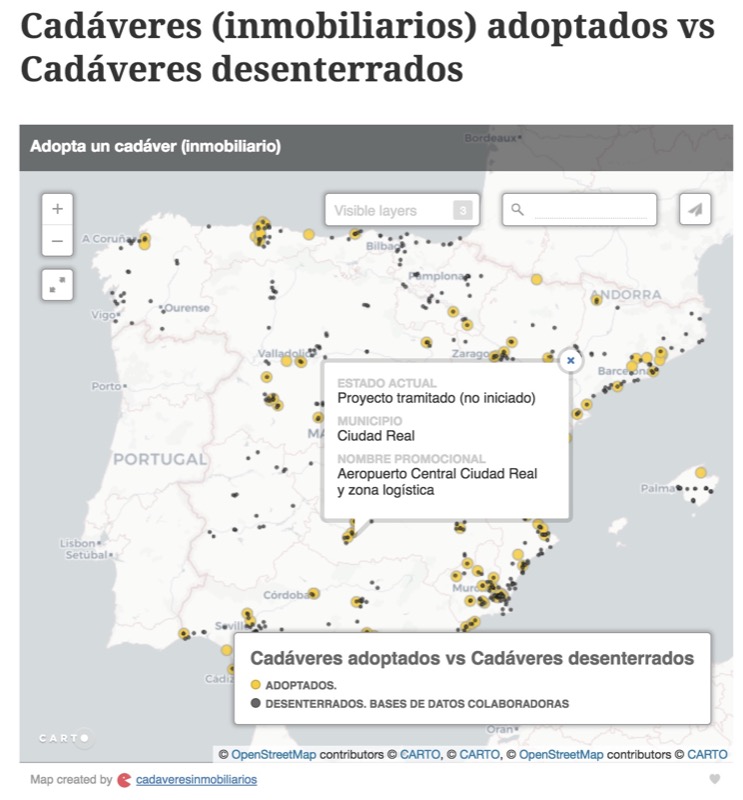 Cadáveres (inmobiliarios) adoptados vs
Cadáveres desenterrados
Bordeaux
Adopta un cadáver (inmobiliario)
+
−
Visible layers
3
A Coruña
Bilbao
Pamplona
ANDORRA
Vigo
Ourense
Valladolid
Zaragoz
Barcelona
Porto
ESTADO ACTUAL
Proyecto tramitado (no iniciado)
MUNICIPIO
Ciudad Real
NOMBRE PROMOCIONAL
Aeropuerto Central Ciudad Real
y zona logística
MA
PORTUGAL
Palma
Lisbon
Setúbal
Córdoba
Murc
Sevill
Cádiz
Cadáveres adoptados vs Cadáveres desenterrados
ADOPTADOS.
DESENTERRADOS. BASES DE DATOS COLABORADORAS
CARTO
Oran
© OpenStreetMap contributors © CARTO, © CARTO, © OpenStreetMap contributors © CARTO
Map created by cadaveresinmobiliarios